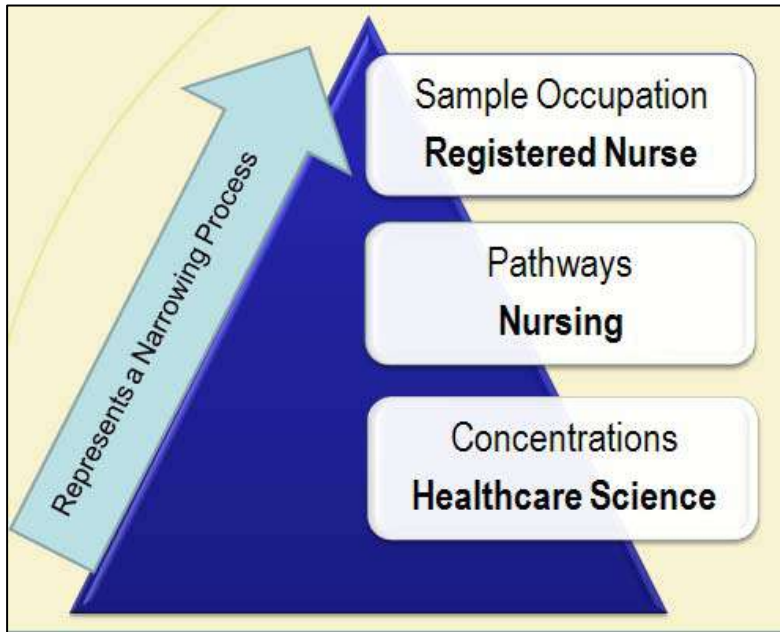 Represents a Narrowing Process
Sample Occupation
Registered Nurse
Pathways
Nursing
Concentrations
Healthcare Science